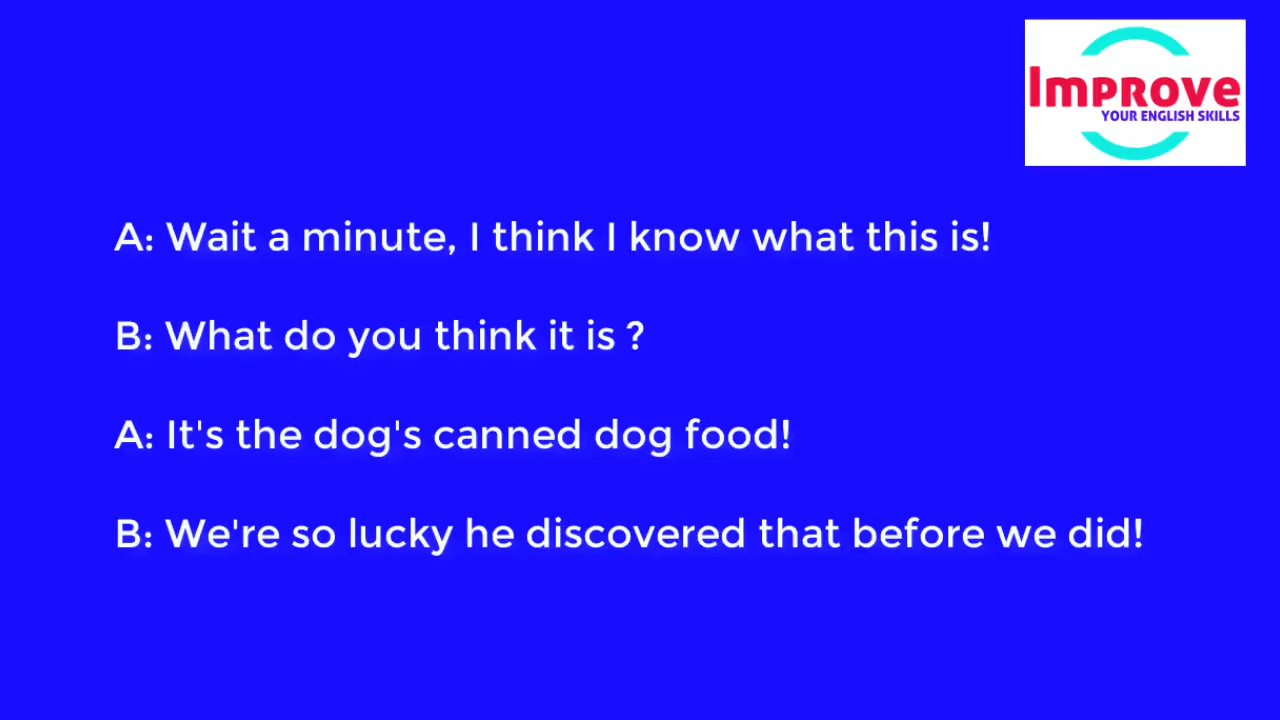 Improve
YOUR ENGLISH SKILLS
A: Wait a minute, I think I know what this is!
B: What do you think it is ?
A: It's the dog's canned dog food!
B: We're so lucky he discovered that before we did!